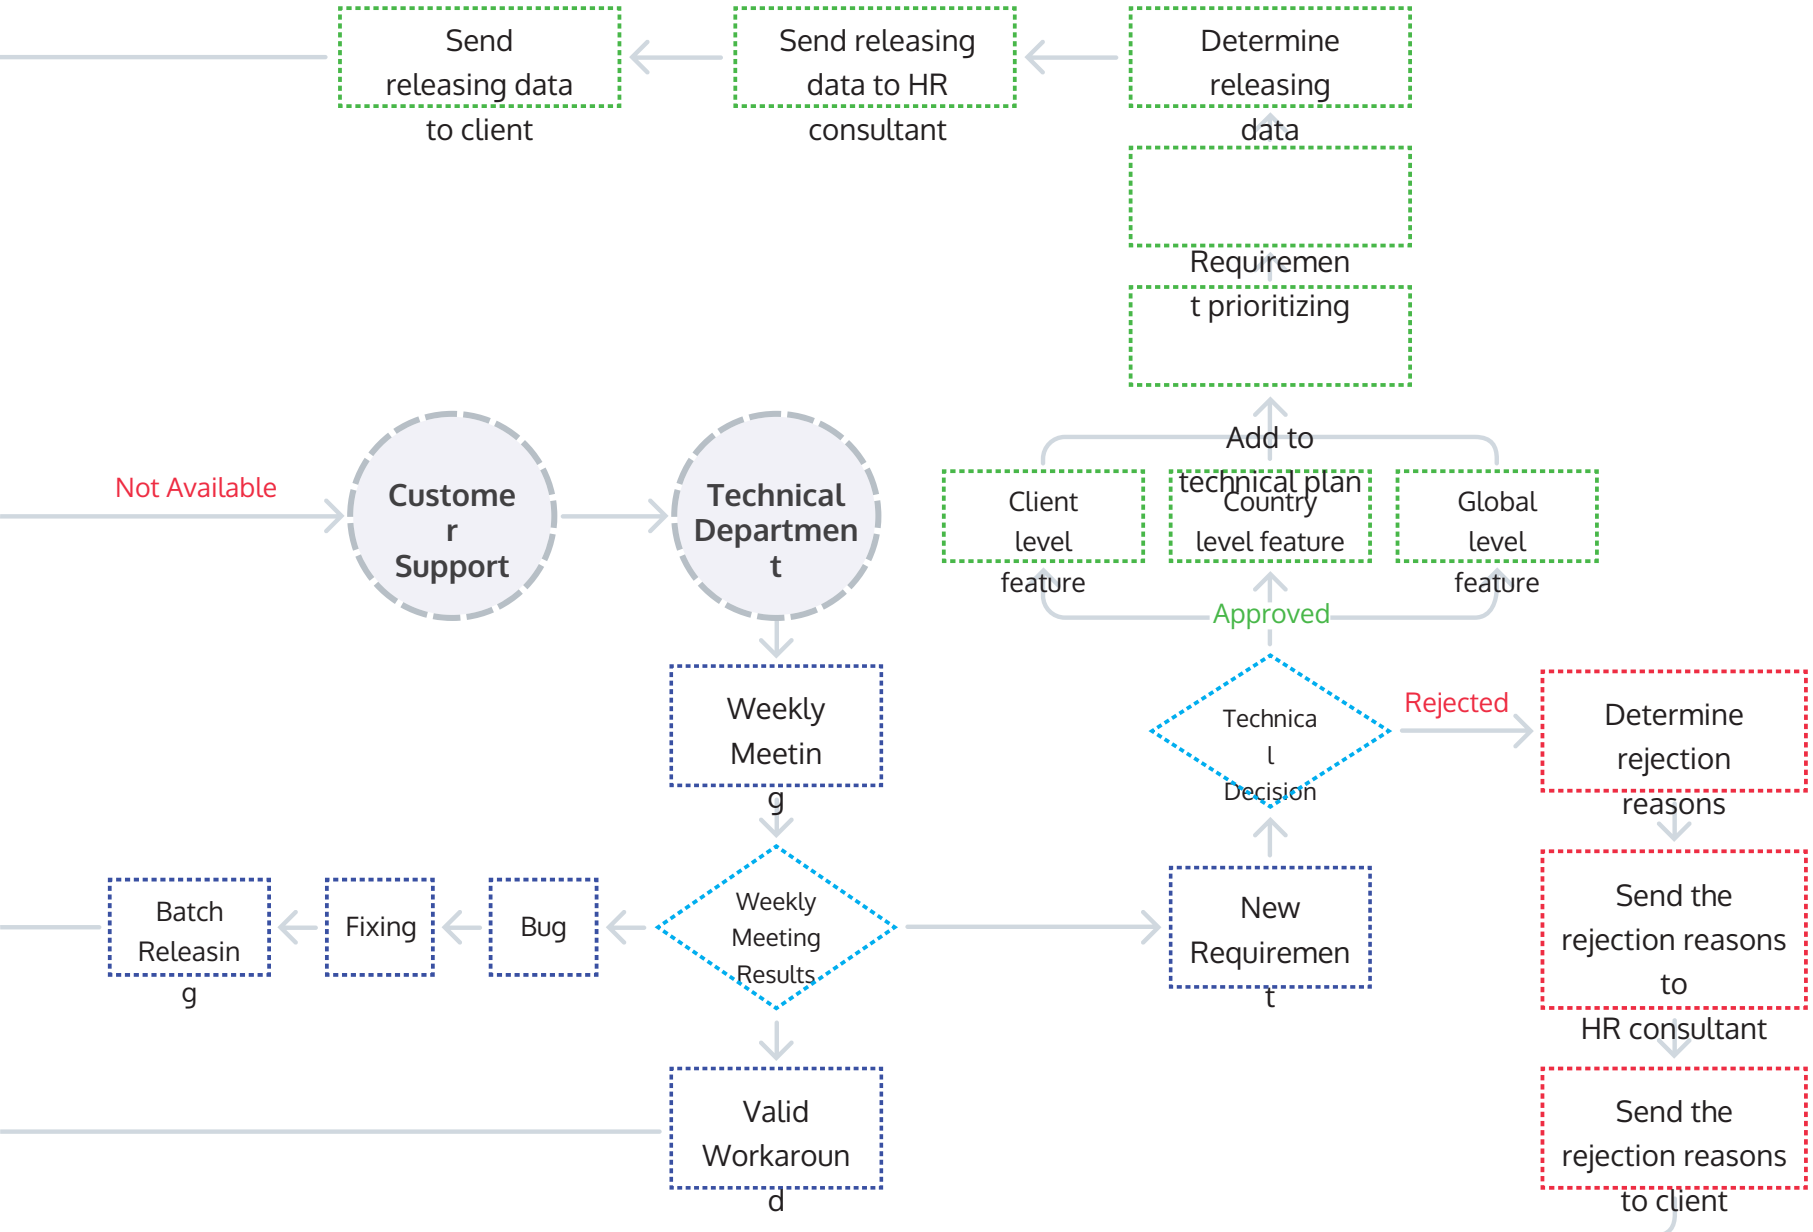 Send
releasing data
to client
Send releasing
data to HR
consultant
Determine
releasing
data
Requiremen
t prioritizing
Add to
technical plan
Client
level
feature
Country
level feature
Global
level
feature
Not Available
Custome
r
Support
Technical
Departmen
t
Approved
Weekly
Meetin
g
Technica
l
Decision
Rejected
Determine
rejection
reasons
Batch
Releasin
g
Fixing
Bug
Weekly
Meeting
Results
New
Requiremen
t
Send the
rejection reasons
to
HR consultant
Valid
Workaroun
d
Send the
rejection reasons
to client